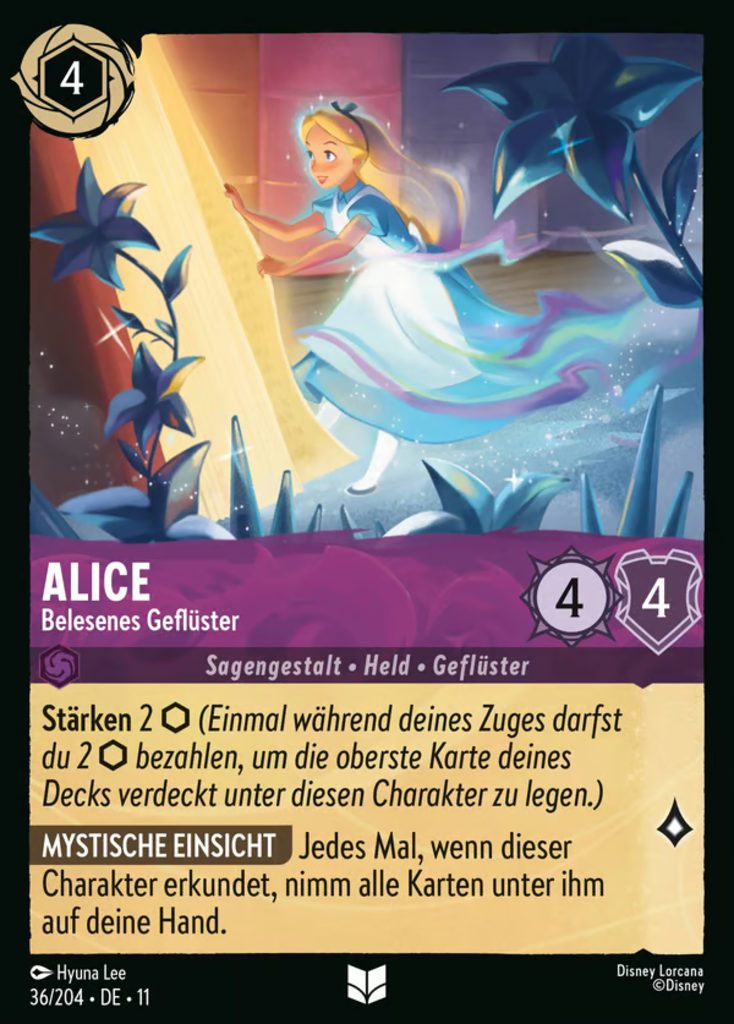 4
ALICE
Belesenes Geflüster
4
4
Sagengestalt • Held • Geflüster
Stärken 2 ⬡ (Einmal während deines Zuges darfst
du 2 ⬡ bezahlen, um die oberste Karte deines
Decks verdeckt unter diesen Charakter zu legen.)
MYSTISCHE EINSICHT Jedes Mal, wenn dieser
Charakter erkundet, nimm alle Karten unter ihm
auf deine Hand.
Hyuna Lee
36/204 • DE • 11
Disney Lorcana
©Disney